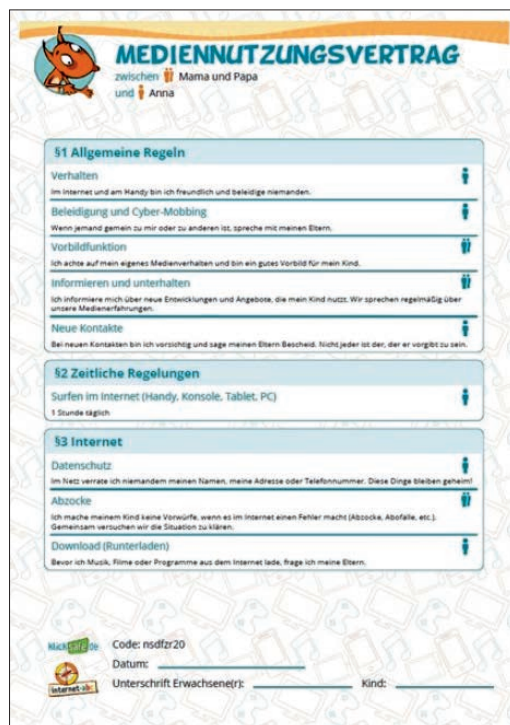 MEDIENNUTZUNGSVERTRAG
zwischen Mama und Papa
und Anna
§1 Allgemeine Regeln
Verhalten
Im Internet und am Handy bin ich freundlich und beleidige niemanden.
Beleidigung und Cyber-Mobbing
Wenn jemand gemein zu mir oder zu anderen ist, spreche mit meinen Eltern.
Vorbildfunktion
Ich achte auf mein eigenes Medienverhalten und bin ein gutes Vorbild für mein Kind.
Informieren und unterhalten
Ich informiere mich über neue Entwicklungen und Angebote, die mein Kind nutzt. Wir sprechen regelmäßig über
unsere Medienerfahrungen.
Neue Kontakte
Bei neuen Kontakten bin ich vorsichtig und sage meinen Eltern Bescheid. Nicht jeder ist der, der er vorgibt zu sein.
§2 Zeitliche Regelungen
Surfen im Internet (Handy, Konsole, Tablet, PC)
1 Stunde täglich
§3 Internet
Datenschutz
Im Netz verrate ich niemandem meinen Namen, meine Adresse oder Telefonnummer. Diese Dinge bleiben geheim!
Abzocke
Ich mache meinem Kind keine Vorwürfe, wenn es im Internet einen Fehler macht (Abzocke, Abofalle, etc.).
Gemeinsam versuchen wir die Situation zu klären.
Download (Runterladen)
Bevor ich Musik, Filme oder Programme aus dem Internet lade, frage ich meine Eltern.
klicksafe.de
Code: nsdfzr20
Datum:
internet-abc
Unterschrift Erwachsene(r): Kind: